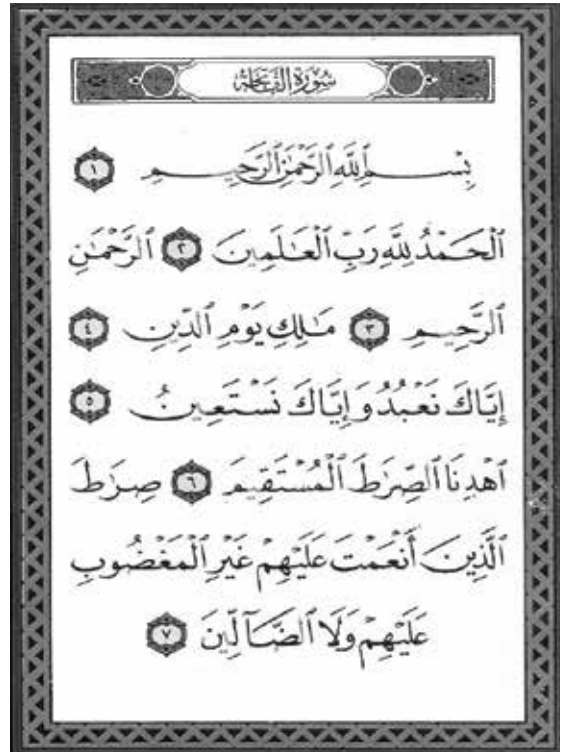 سُورَةُ الفَاتِحَةِ
بِسْمِ ٱللَّهِ ٱلرَّحْمَٰنِ ٱلرَّحِيمِ ١
ٱلْحَمْدُ لِلَّهِ رَبِّ ٱلْعَٰلَمِينَ ٢ ٱلرَّحْمَٰنِ
ٱلرَّحِيمِ ٣ مَٰلِكِ يَوْمِ ٱلدِّينِ ٤
إِيَّاكَ نَعْبُدُ وَإِيَّاكَ نَسْتَعِينُ ٥
ٱهْدِنَا ٱلصِّرَٰطَ ٱلْمُسْتَقِيمَ ٦ صِرَٰطَ
ٱلَّذِينَ أَنْعَمْتَ عَلَيْهِمْ غَيْرِ ٱلْمَغْضُوبِ
عَلَيْهِمْ وَلَا ٱلضَّآلِّينَ ٧